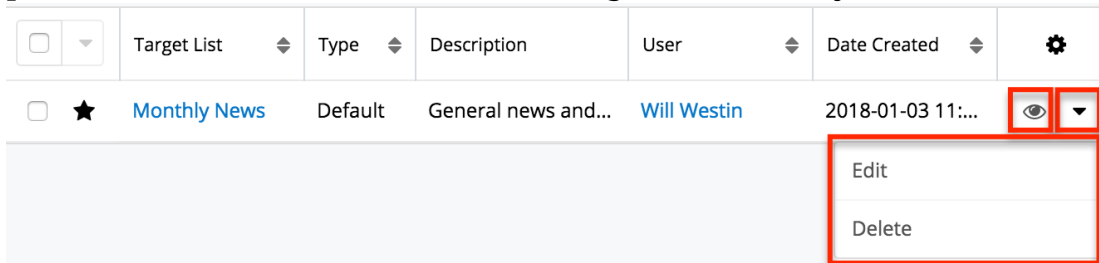 Target List Type Description User Date Created
Monthly News Default General news and... Will Westin 2018-01-03 11:...
Edit
Delete